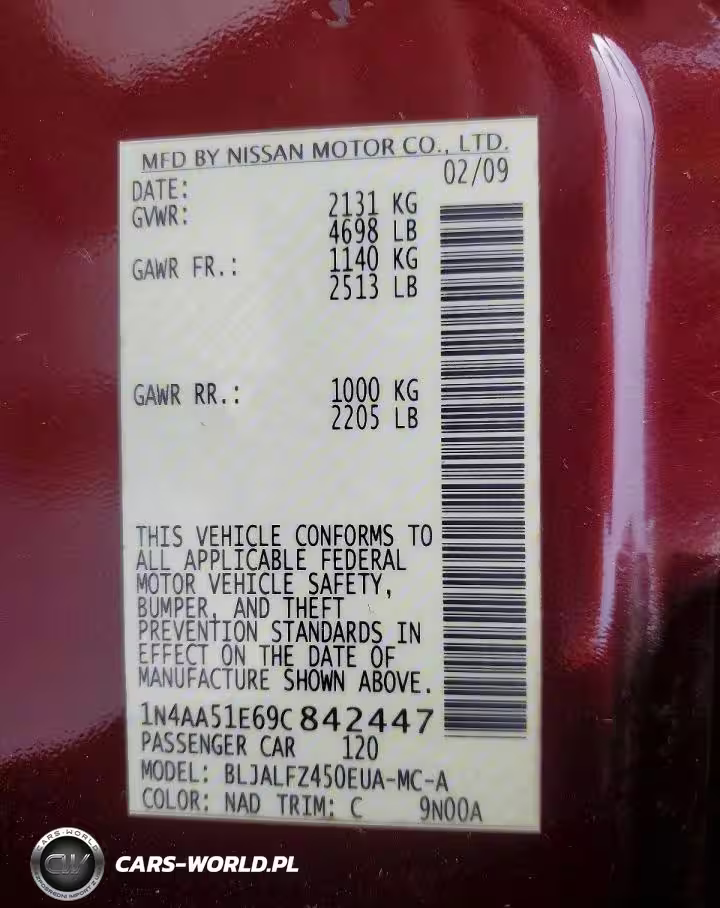 MFD BY NISSAN MOTOR CO., LTD.
DATE: 02/09
GVWR: 2131 KG
4698 LB
GAWR FR.: 1140 KG
2513 LB
GAWR RR.: 1000 KG
2205 LB
THIS VEHICLE CONFORMS TO
ALL APPLICABLE FEDERAL
MOTOR VEHICLE SAFETY,
BUMPER, AND THEFT
PREVENTION STANDARDS IN
EFFECT ON THE DATE OF
MANUFACTURE SHOWN ABOVE.
1N4AA51E69C842447
PASSENGER CAR 120
MODEL: BLJALFZ450EUA-MC-A
COLOR: NAD TRIM: C 9N00A
CARS-WORLD
CW
CARS-WORLD.PL